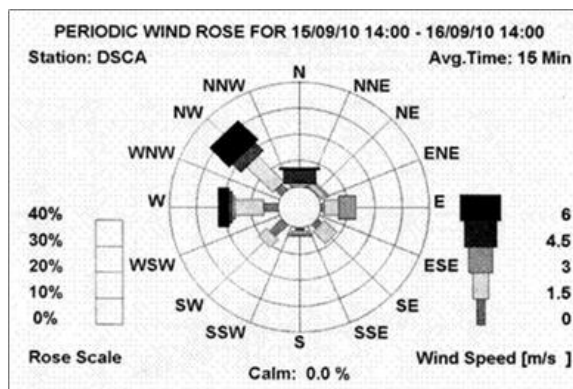 PERIODIC WIND ROSE FOR 15/09/10 14:00 - 16/09/10 14:00
Station: DSCA
Avg.Time: 15 Min
N
NNW
NNE
NW
NE
WNW
ENE
W
E
WSW
ESE
SW
SE
SSW
SSE
S
40%
30%
20%
10%
0%
Rose Scale
6
4.5
3
1.5
0
Wind Speed [m/s ]
Calm: 0.0 %